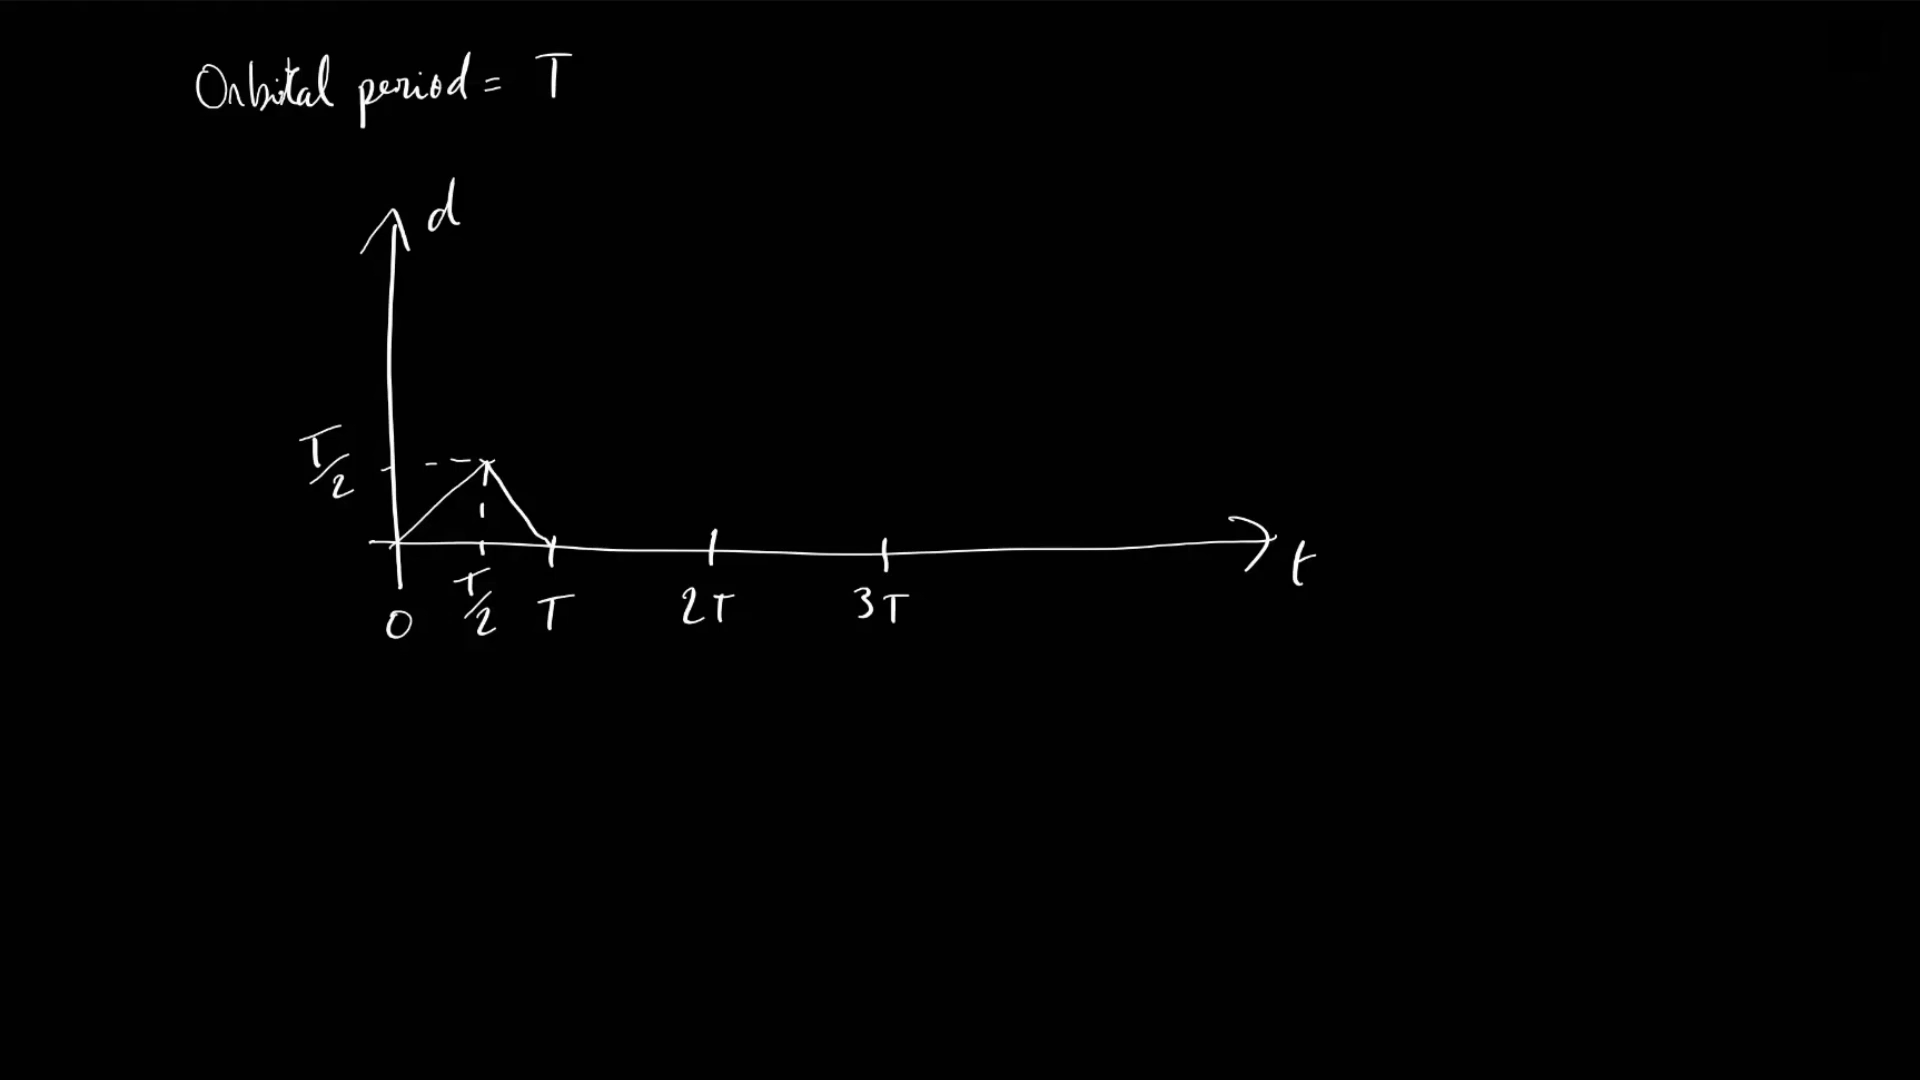 Orbital period = T
d
T/2
t
0 T/2 T 2T 3T